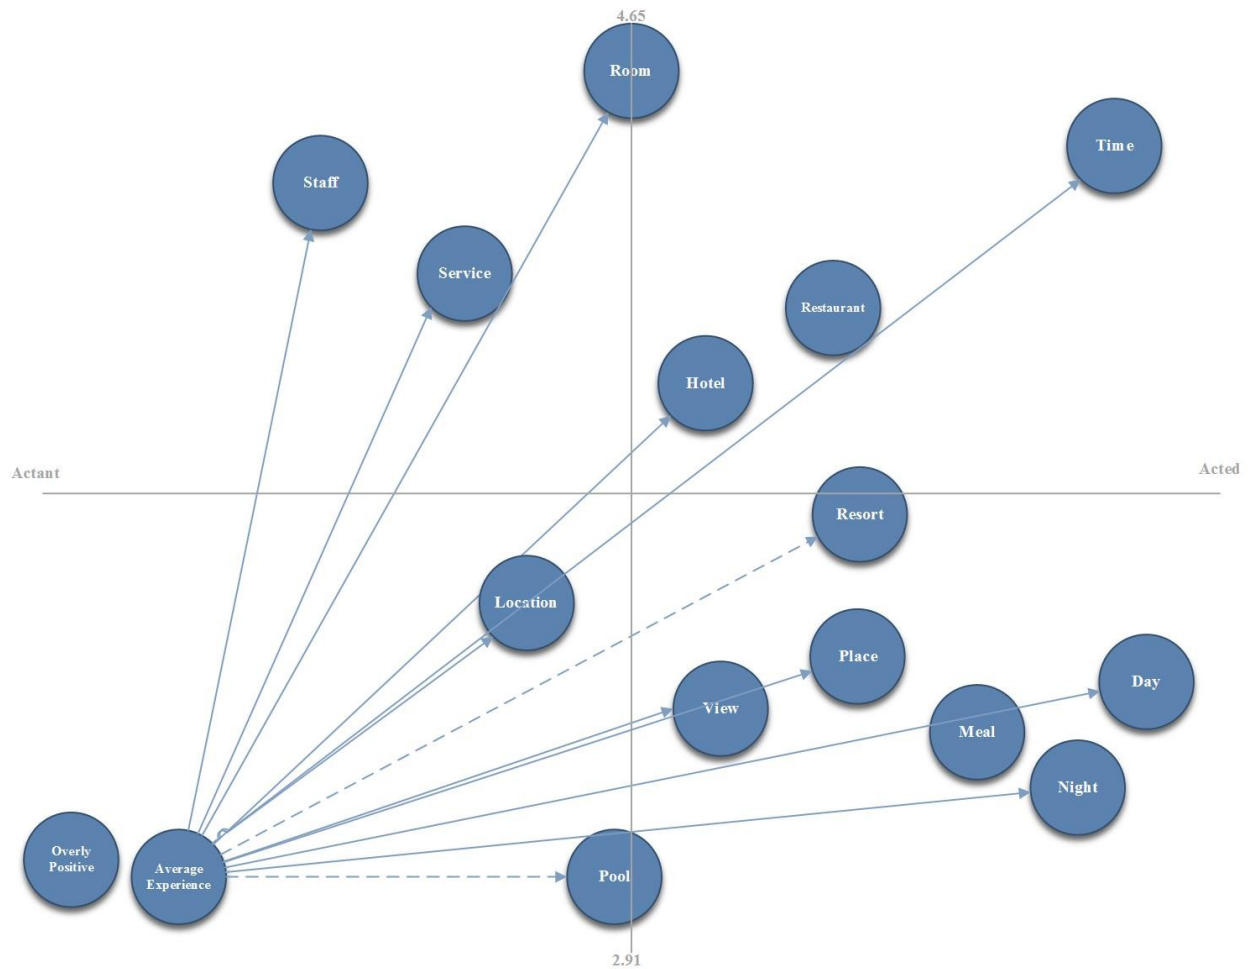 4.65
Room
Time
Staff
Service
Restaurant
Hotel
Actant
Acted
Resort
Location
Place
Day
View
Meal
Night
Overly
Positive
Average
Experience
Pool
2.91